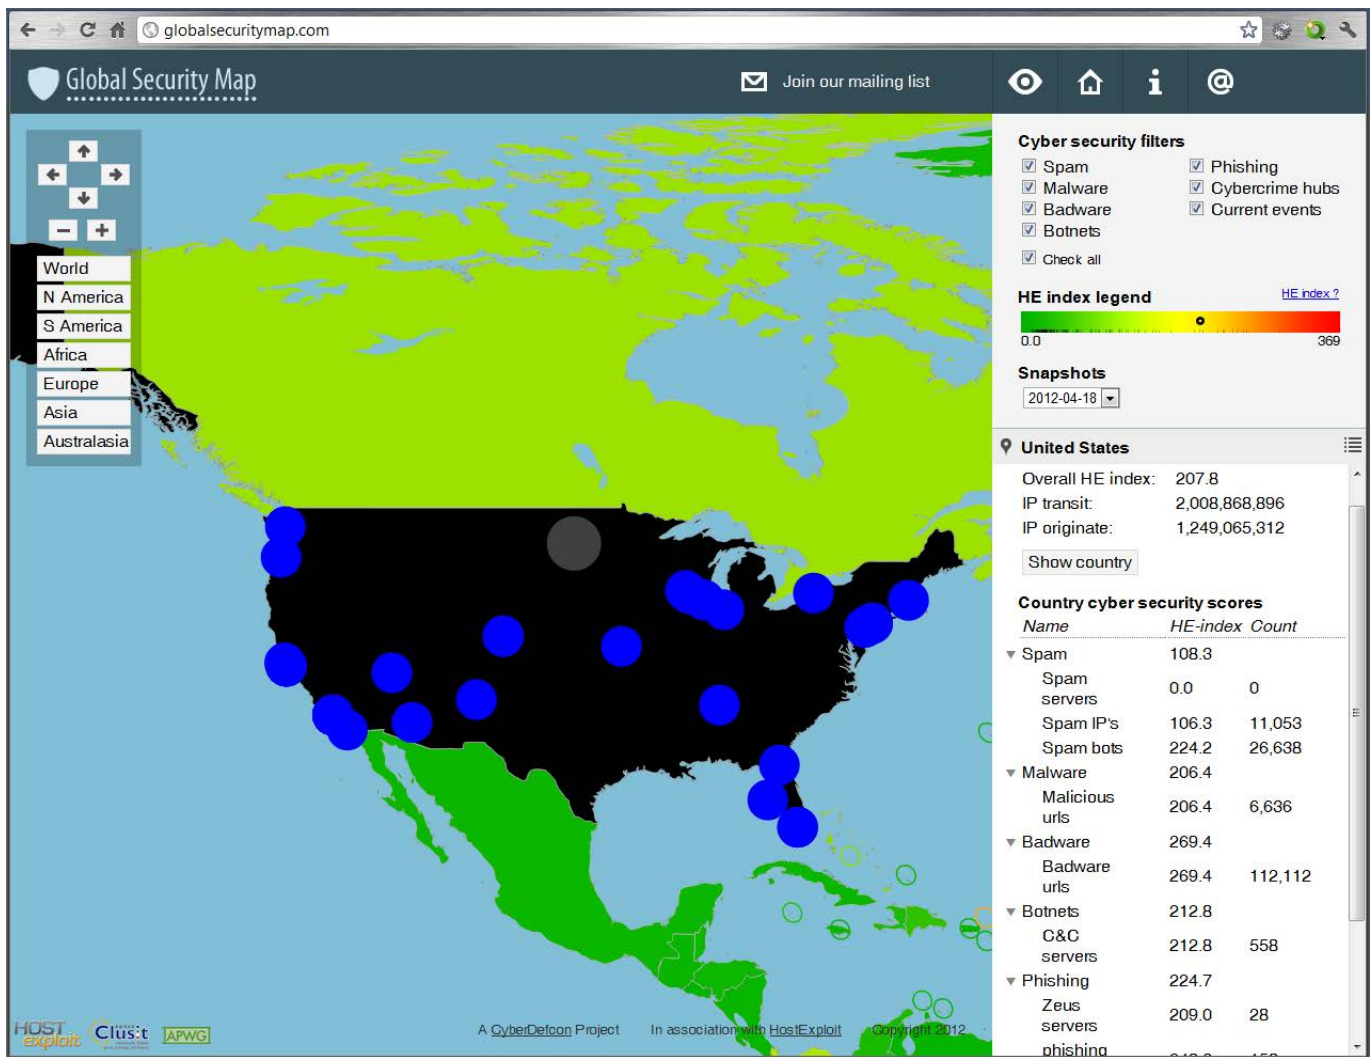 globalsecuritymap.com
Global Security Map
Join our mailing list
World
N America
S America
Africa
Europe
Asia
Australasia
Cyber security filters
Spam
Phishing
Malware
Cybercrime hubs
Badware
Current events
Botnets
Check all
HE index legend
HE index ?
0.0
369
Snapshots
2012-04-18
United States
Overall HE index: 207.8
IP transit: 2,008,868,896
IP originate: 1,249,065,312
Show country
Country cyber security scores
Name HE-index Count
Spam 108.3
Spam
servers 0.0 0
Spam IP's 106.3 11,053
Spam bots 224.2 26,638
Malware 206.4
Malicious
urls 206.4 6,636
Badware 269.4
Badware
urls 269.4 112,112
Botnets 212.8
C&C
servers 212.8 558
Phishing 224.7
Zeus
servers 209.0 28
phishing
HOST
exploit
Clusit
APWG
A CyberDefcon Project
In association with HostExploit
Copyright 2012